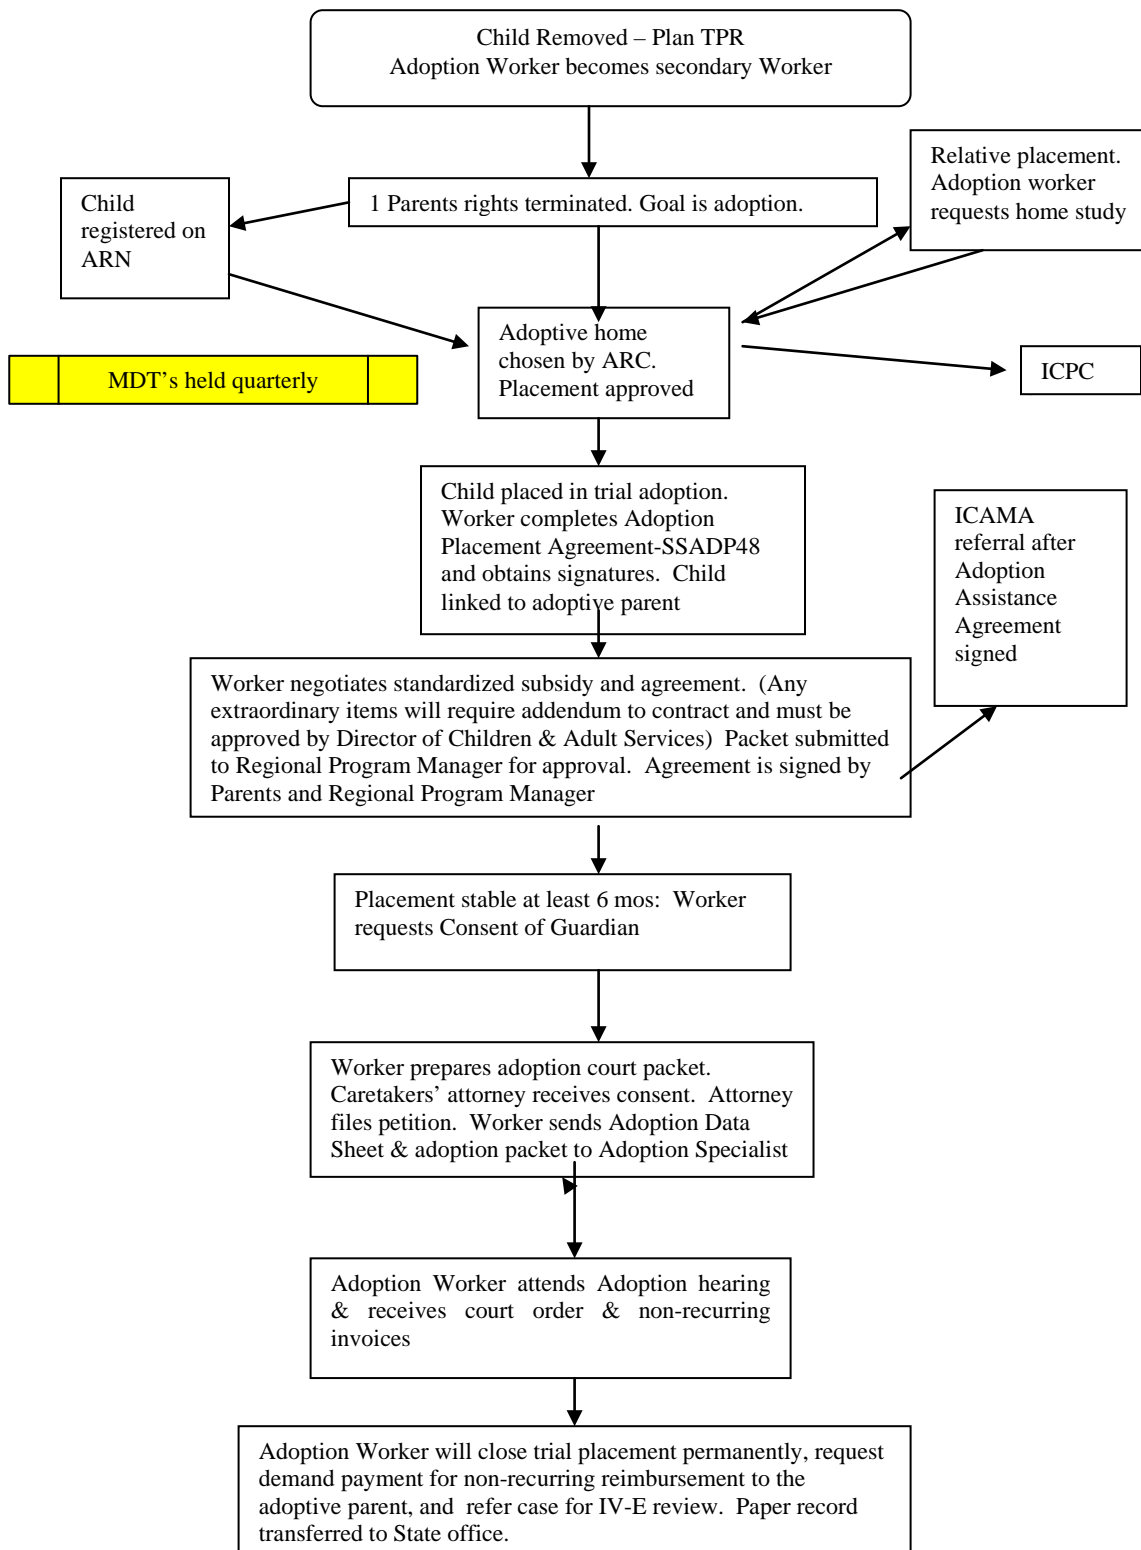 Child Removed – Plan TPR
Adoption Worker becomes secondary Worker
Relative placement.
Adoption worker
requests home study
Child
registered on
ARN
1 Parents rights terminated. Goal is adoption.
Adoptive home
chosen by ARC.
Placement approved
MDT’s held quarterly
ICPC
Child placed in trial adoption.
Worker completes Adoption
Placement Agreement-SSADP48
and obtains signatures.  Child
linked to adoptive parent
ICAMA
referral after
Adoption
Assistance
Agreement
signed
Worker negotiates standardized subsidy and agreement.  (Any
extraordinary items will require addendum to contract and must be
approved by Director of Children & Adult Services)  Packet submitted
to Regional Program Manager for approval.  Agreement is signed by
Parents and Regional Program Manager
Placement stable at least 6 mos:  Worker
requests Consent of Guardian
Worker prepares adoption court packet.
Caretakers’ attorney receives consent.  Attorney
files petition.  Worker sends Adoption Data
Sheet & adoption packet to Adoption Specialist
Adoption Worker attends Adoption hearing
& receives court order & non-recurring
invoices
Adoption Worker will close trial placement permanently, request
demand payment for non-recurring reimbursement to the
adoptive parent, and  refer case for IV-E review.  Paper record
transferred to State office.